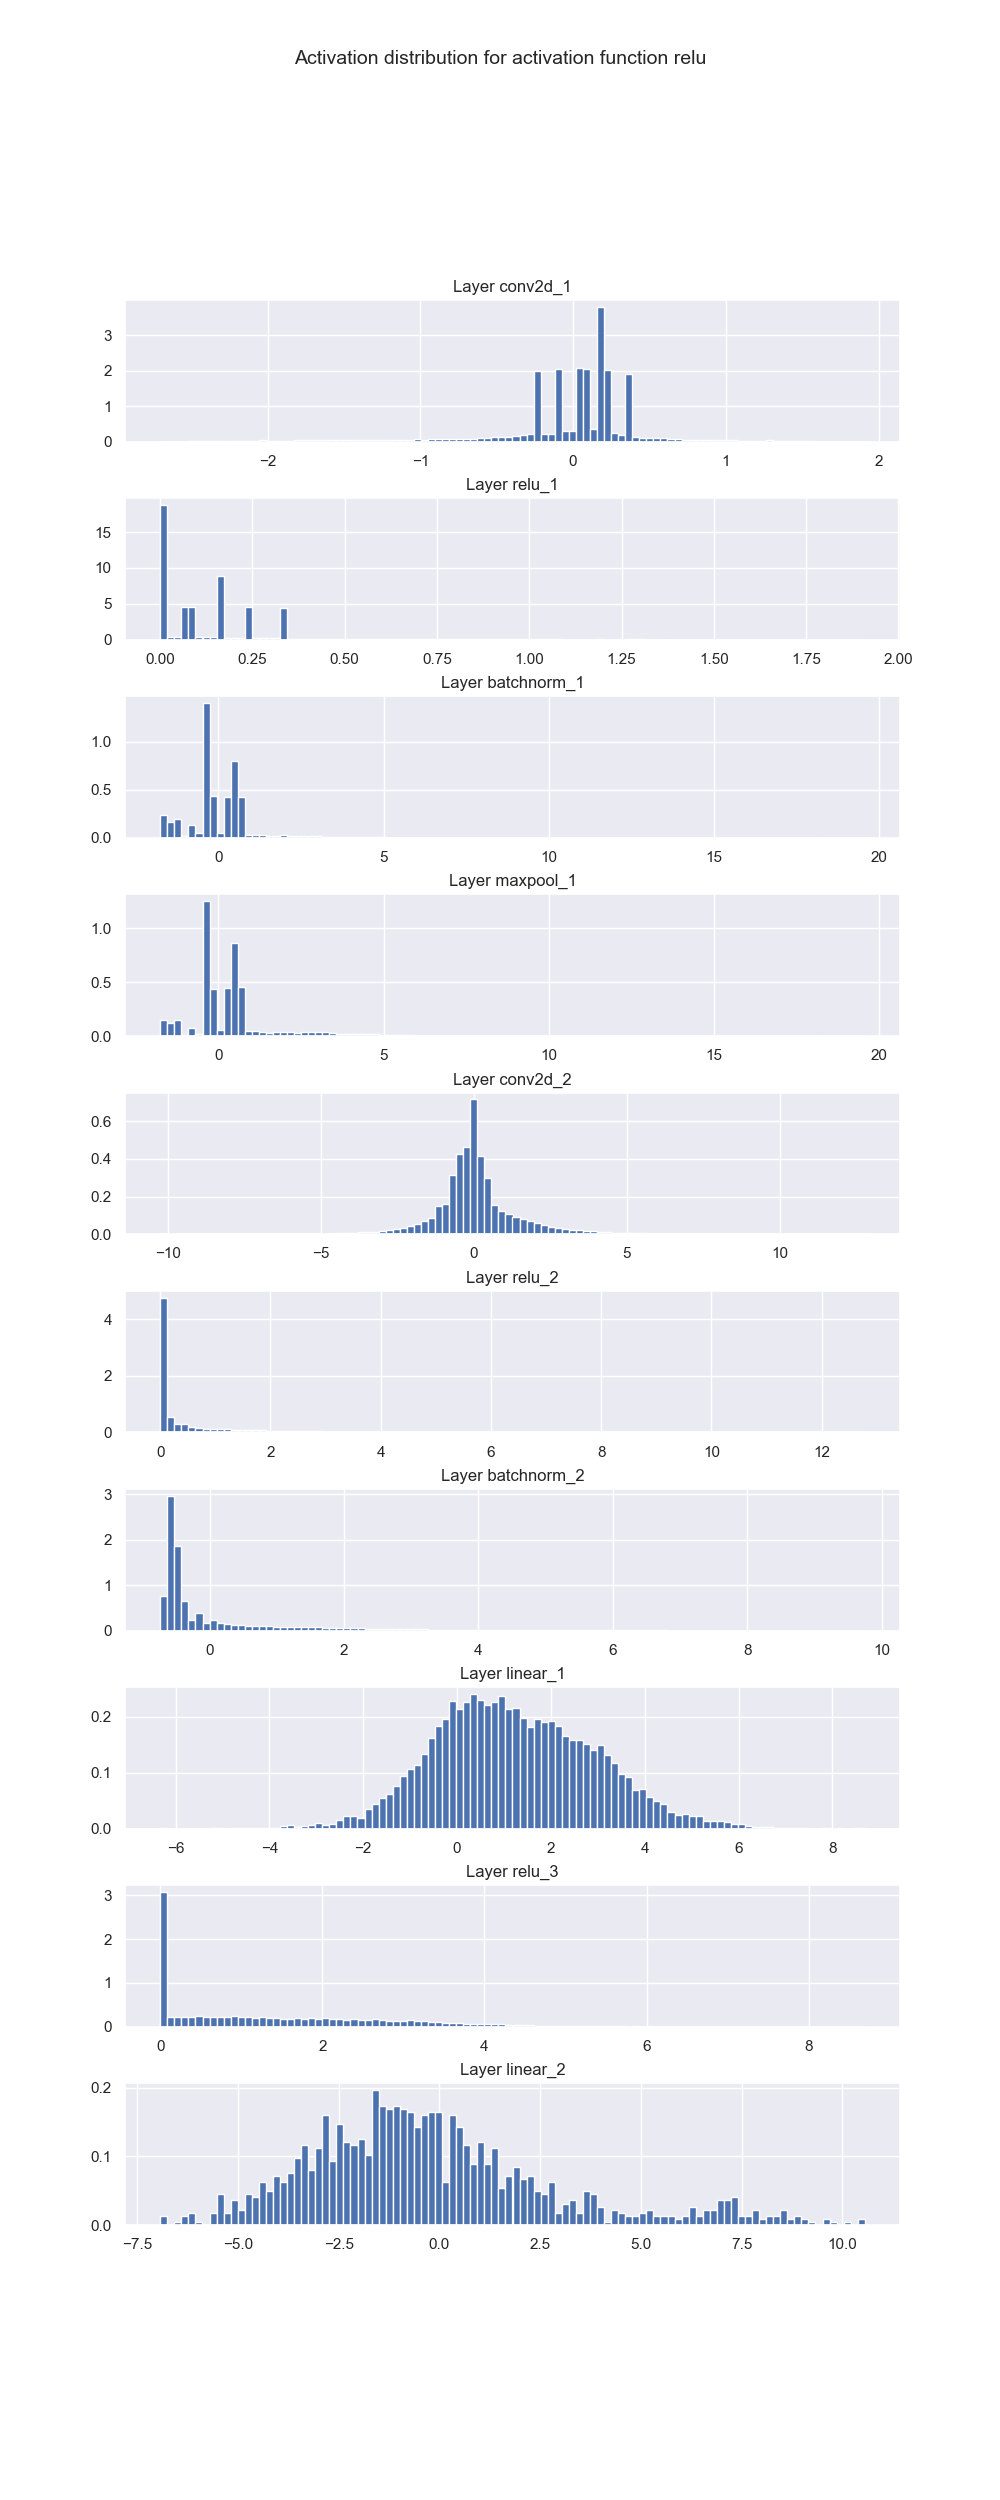 Activation distribution for activation function relu
Layer conv2d_1
3
2
1
0
−2 −1 0 1 2
Layer relu_1
15
10
5
0
0.00 0.25 0.50 0.75 1.00 1.25 1.50 1.75 2.00
Layer batchnorm_1
1.0
0.5
0.0
0 5 10 15 20
Layer maxpool_1
1.0
0.5
0.0
0 5 10 15 20
Layer conv2d_2
0.6
0.4
0.2
0.0
−10 −5 0 5 10
Layer relu_2
4
2
0
0 2 4 6 8 10 12
Layer batchnorm_2
3
2
1
0
0 2 4 6 8 10
Layer linear_1
0.2
0.1
0.0
−6 −4 −2 0 2 4 6 8
Layer relu_3
3
2
1
0
0 2 4 6 8
Layer linear_2
0.2
0.1
0.0
−7.5 −5.0 −2.5 0.0 2.5 5.0 7.5 10.0